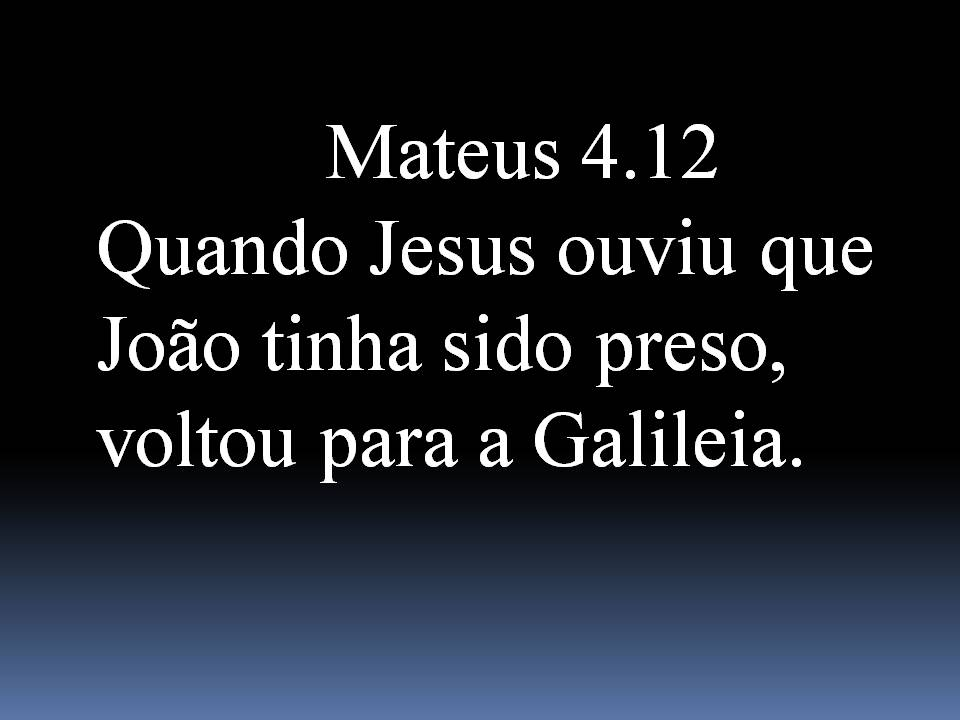 Mateus 4.12
Quando Jesus ouviu que
João tinha sido preso,
voltou para a Galileia.